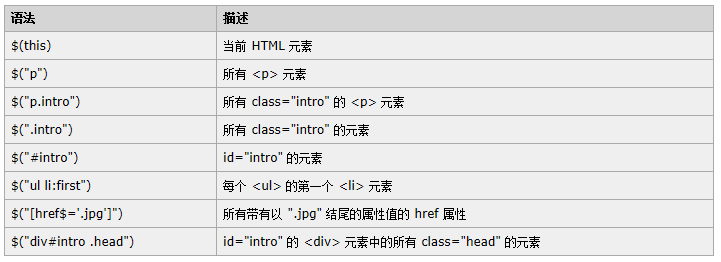 语法 描述
$(this) 当前 HTML 元素
$("p") 所有 <p> 元素
$("p.intro") 所有 class="intro" 的 <p> 元素
$(".intro") 所有 class="intro" 的元素
$("#intro") id="intro" 的元素
$("ul li:first") 每个 <ul> 的第一个 <li> 元素
$("[href$='.jpg']") 所有带有以 ".jpg" 结尾的属性值的 href 属性
$("div#intro .head") id="intro" 的 <div> 元素中的所有 class="head" 的元素